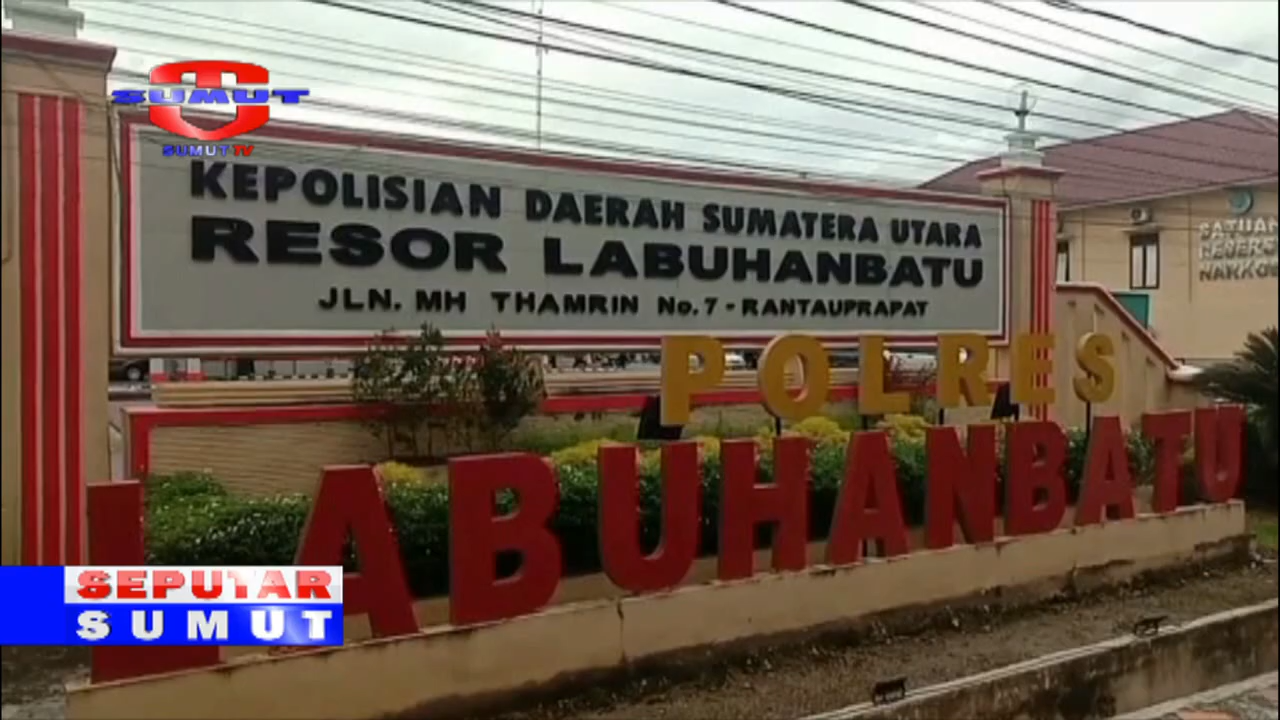 SUMUT
SUMUT TV
KEPOLISIAN DAERAH SUMATERA UTARA
RESOR LABUHANBATU
JLN. MH THAMRIN No. 7 - RANTAUPRAPAT
SATUAN
NARKO
POLRES
LABUHANBATU
SEPUTAR
SUMUT